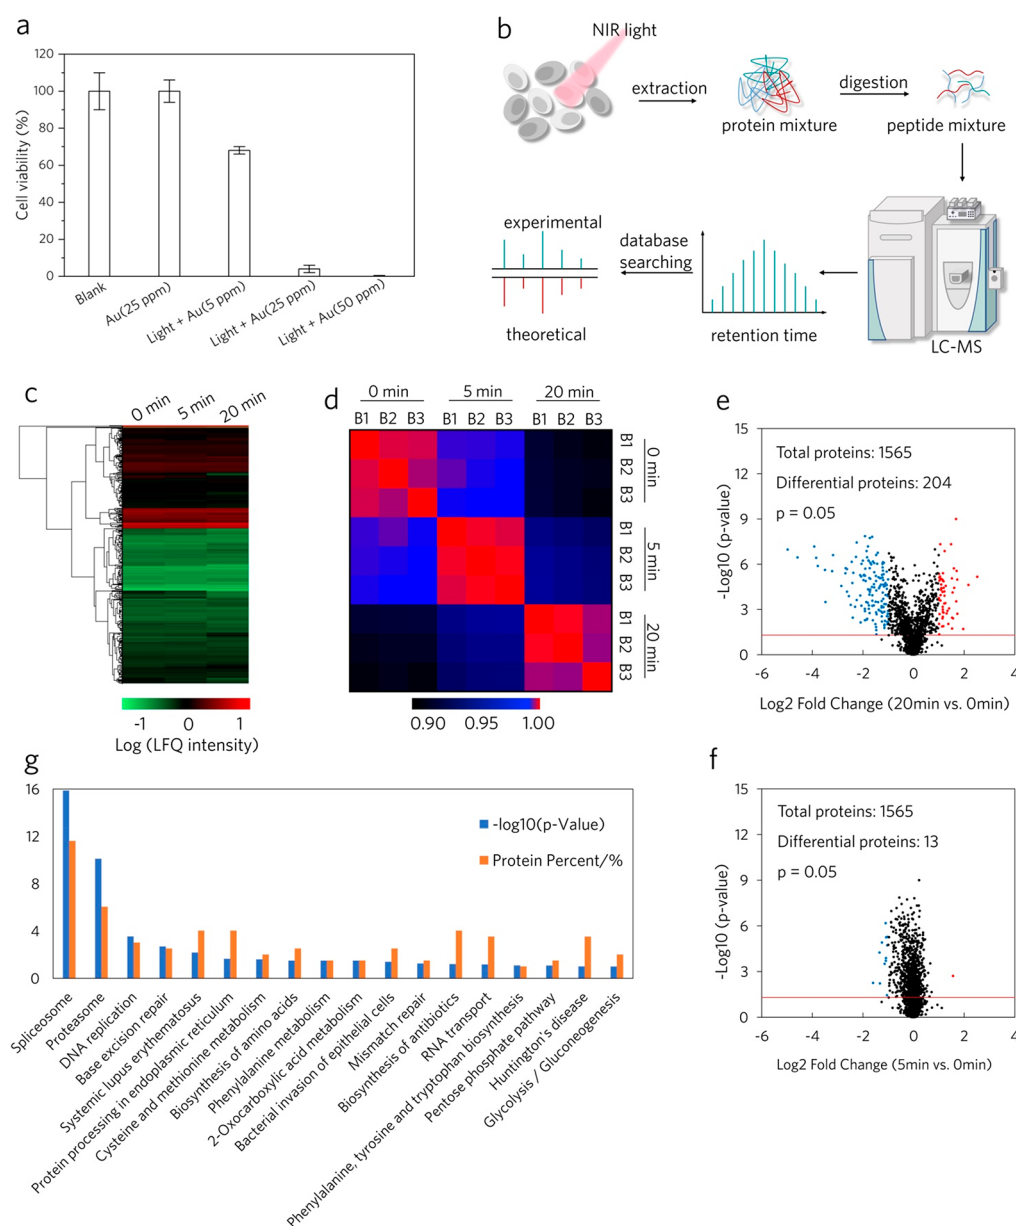 a
120
100
80
60
40
20
0
Cell viability (%)
Blank
Au(25 ppm)
Light + Au(5 ppm)
Light + Au(25 ppm)
Light + Au(50 ppm)
b
NIR light
extraction
protein mixture
digestion
peptide mixture
LC-MS
retention time
database
searching
experimental
theoretical
c
0 min
5 min
20 min
-1 0 1
Log (LFQ intensity)
d
0 min 5 min 20 min
B1 B2 B3 B1 B2 B3 B1 B2 B3
B1
B2
B3
0 min
B1
B2
B3
5 min
B1
B2
B3
20 min
0.90 0.95 1.00
e
15
12
9
6
3
0
-Log10 (p-value)
Total proteins: 1565
Differential proteins: 204
p = 0.05
-6 -4 -2 0 2 4
Log2 Fold Change (20min vs. 0min)
f
15
12
9
6
3
0
-Log10 (p-value)
Total proteins: 1565
Differential proteins: 13
p = 0.05
-6 -4 -2 0 2 4
Log2 Fold Change (5min vs. 0min)
g
16
12
8
4
0
-log10(p-Value)
Protein Percent/%
Spliceosome
Proteasome
DNA replication
Base excision repair
Systemic lupus erythematosus
Protein processing in endoplasmic reticulum
Cysteine and methionine metabolism
Biosynthesis of amino acids
Phenylalanine metabolism
2-Oxocarboxylic acid metabolism
Bacterial invasion of epithelial cells
Mismatch repair
Biosynthesis of antibiotics
RNA transport
Phenylalanine, tyrosine and tryptophan biosynthesis
Pentose phosphate pathway
Huntington's disease
Glycolysis / Gluconeogenesis